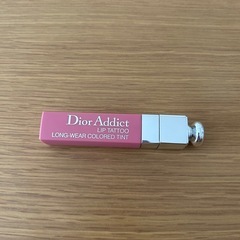 Dior Addict
LIP TATTOO
LONG-WEAR COLORED TINT